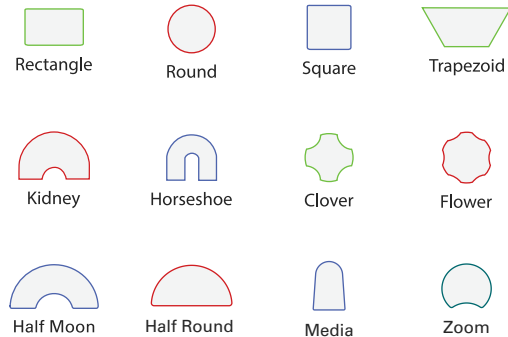 Rectangle
Round
Square
Trapezoid
Kidney
Horseshoe
Clover
Flower
Half Moon
Half Round
Media
Zoom